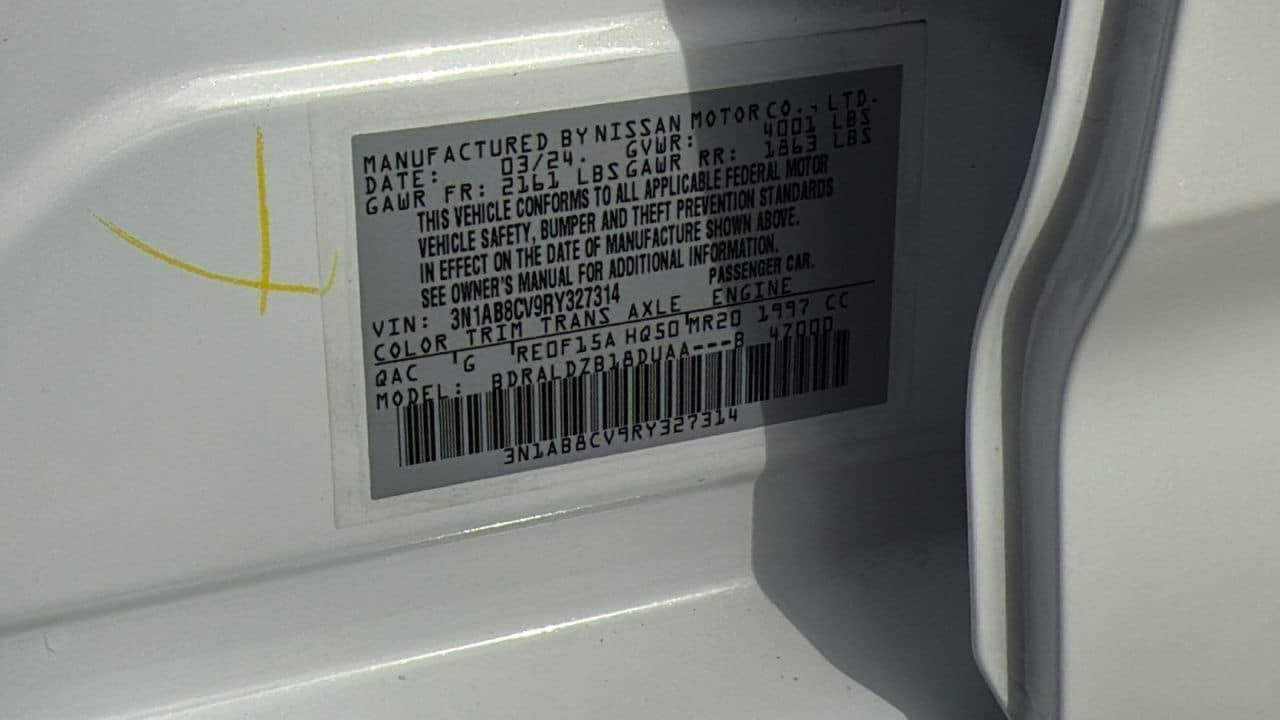 MANUFACTURED BY NISSAN MOTOR CO., LTD.
DATE: 03/24. GVWR: 4001 LBS
GAWR FR: 2161 LBS GAWR RR: 1863 LBS
THIS VEHICLE CONFORMS TO ALL APPLICABLE FEDERAL MOTOR
VEHICLE SAFETY, BUMPER AND THEFT PREVENTION STANDARDS
IN EFFECT ON THE DATE OF MANUFACTURE SHOWN ABOVE.
SEE OWNER'S MANUAL FOR ADDITIONAL INFORMATION.
VIN: 3N1AB8CV9RY327314 PASSENGER CAR.
COLOR TRIM TRANS AXLE ENGINE
QAC G RE0F15A HQ50 MR20 1997 CC
MODEL: BDRALDZB18DUAA---B 47000
3N1AB8CV9RY327314